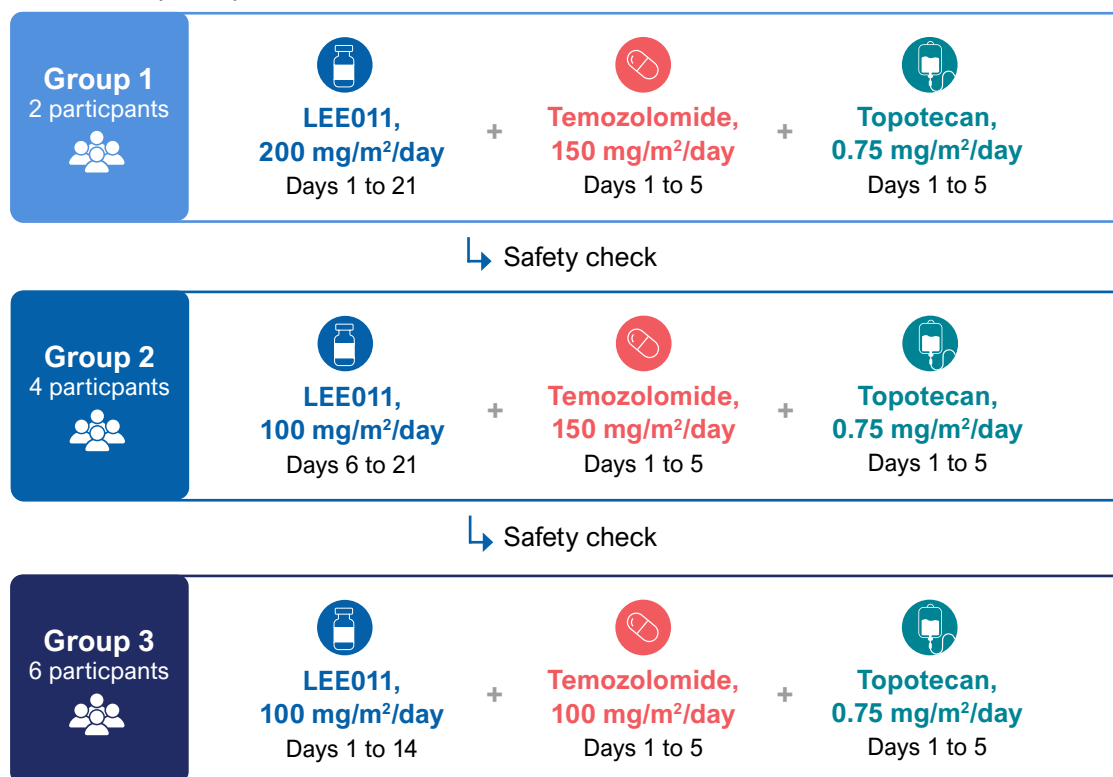 Group 1
2 particpants
LEE011,
200 mg/m²/day
Days 1 to 21
+
Temozolomide,
150 mg/m²/day
Days 1 to 5
+
Topotecan,
0.75 mg/m²/day
Days 1 to 5
Safety check
Group 2
4 particpants
LEE011,
100 mg/m²/day
Days 6 to 21
+
Temozolomide,
150 mg/m²/day
Days 1 to 5
+
Topotecan,
0.75 mg/m²/day
Days 1 to 5
Safety check
Group 3
6 particpants
LEE011,
100 mg/m²/day
Days 1 to 14
+
Temozolomide,
100 mg/m²/day
Days 1 to 5
+
Topotecan,
0.75 mg/m²/day
Days 1 to 5